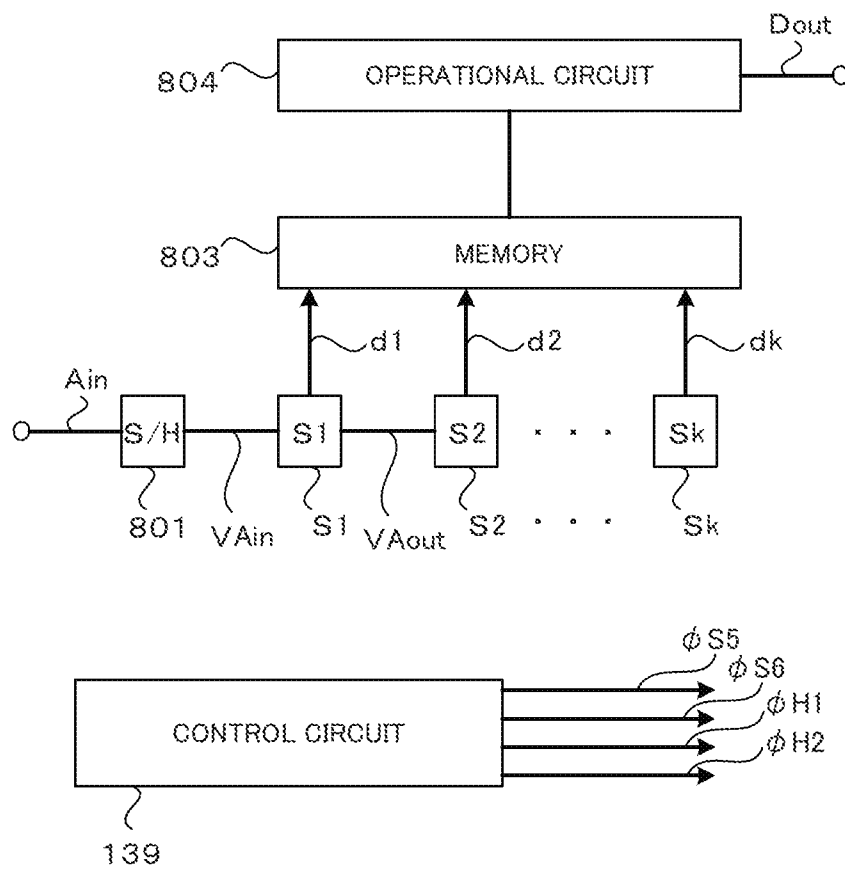 Dout
804
OPERATIONAL CIRCUIT
803
MEMORY
d1
d2
dk
Ain
S/H
S1
S2
· · ·
Sk
801
VAin
S1
VAout
S2
· · ·
Sk
φS5
φS6
φH1
φH2
CONTROL CIRCUIT
139